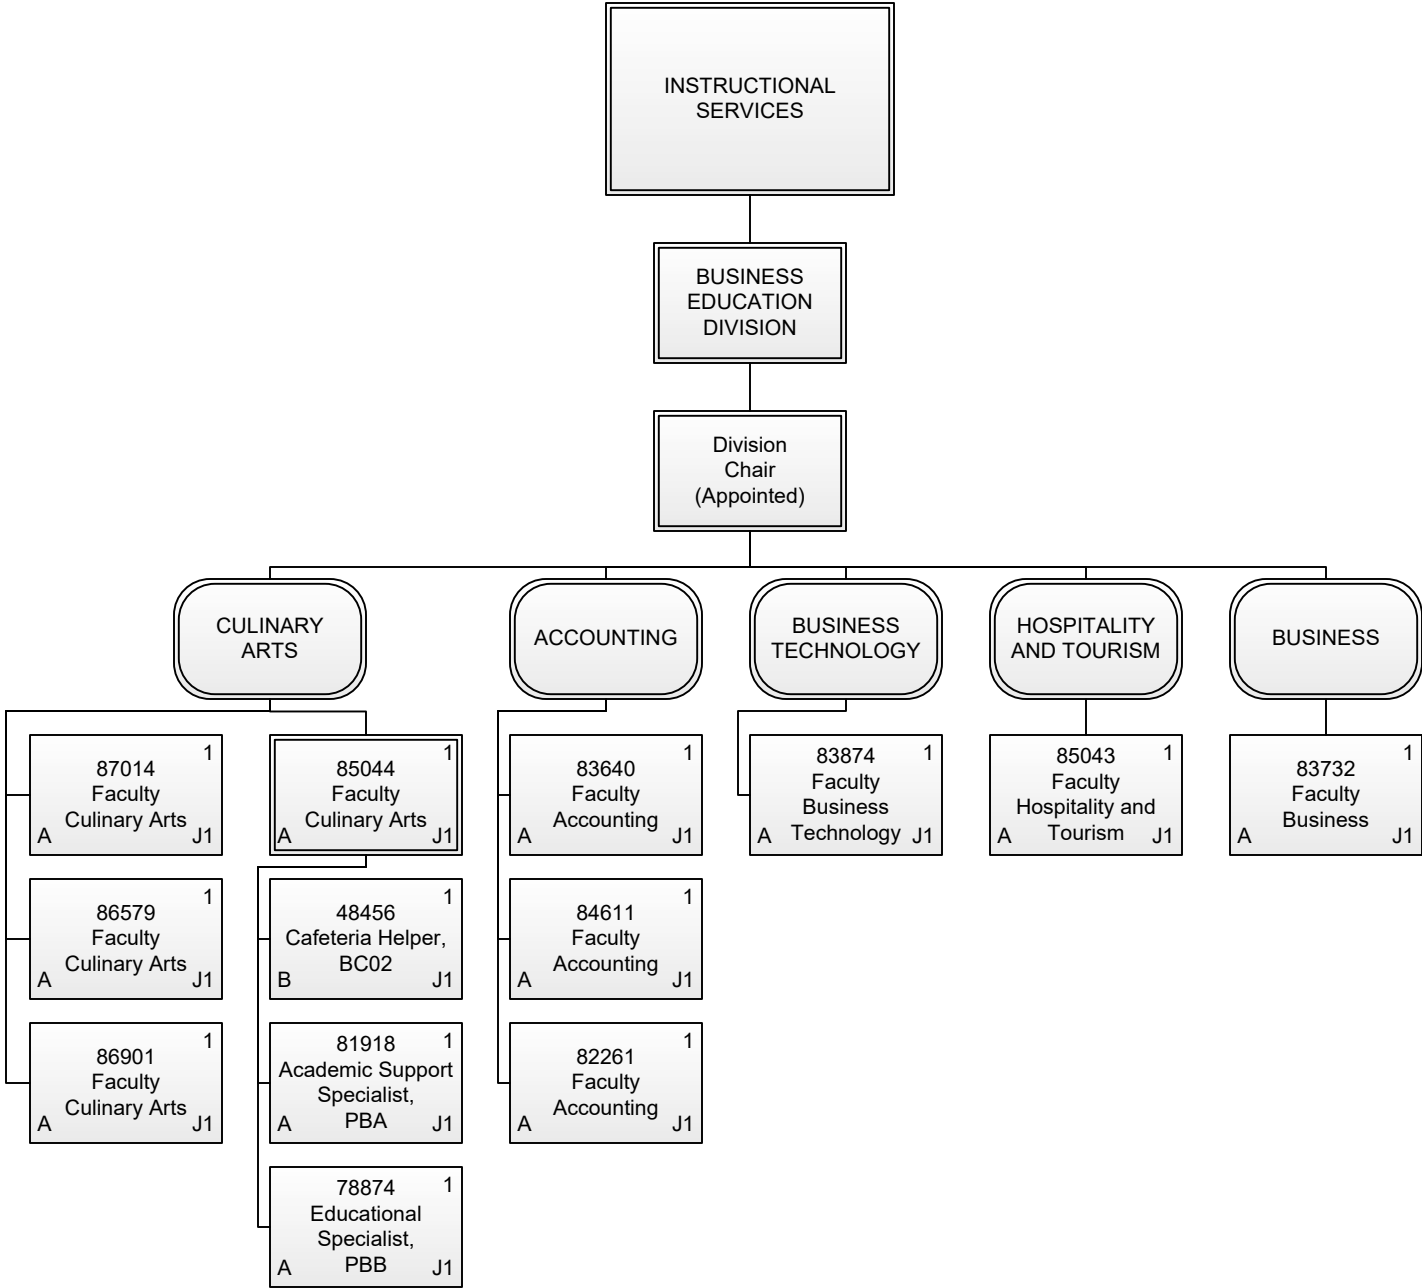 INSTRUCTIONAL
SERVICES
BUSINESS
EDUCATION
DIVISION
Division
Chair
(Appointed)
CULINARY
ARTS
ACCOUNTING
BUSINESS
TECHNOLOGY
HOSPITALITY
AND TOURISM
BUSINESS
1
87014
Faculty
Culinary Arts
A J1
1
86579
Faculty
Culinary Arts
A J1
1
86901
Faculty
Culinary Arts
A J1
1
85044
Faculty
Culinary Arts
A J1
1
48456
Cafeteria Helper,
BC02
B J1
1
81918
Academic Support
Specialist,
PBA
A J1
1
78874
Educational
Specialist,
PBB
A J1
1
83640
Faculty
Accounting
A J1
1
84611
Faculty
Accounting
A J1
1
82261
Faculty
Accounting
A J1
1
83874
Faculty
Business
Technology
A J1
1
85043
Faculty
Hospitality and
Tourism
A J1
1
83732
Faculty
Business
A J1